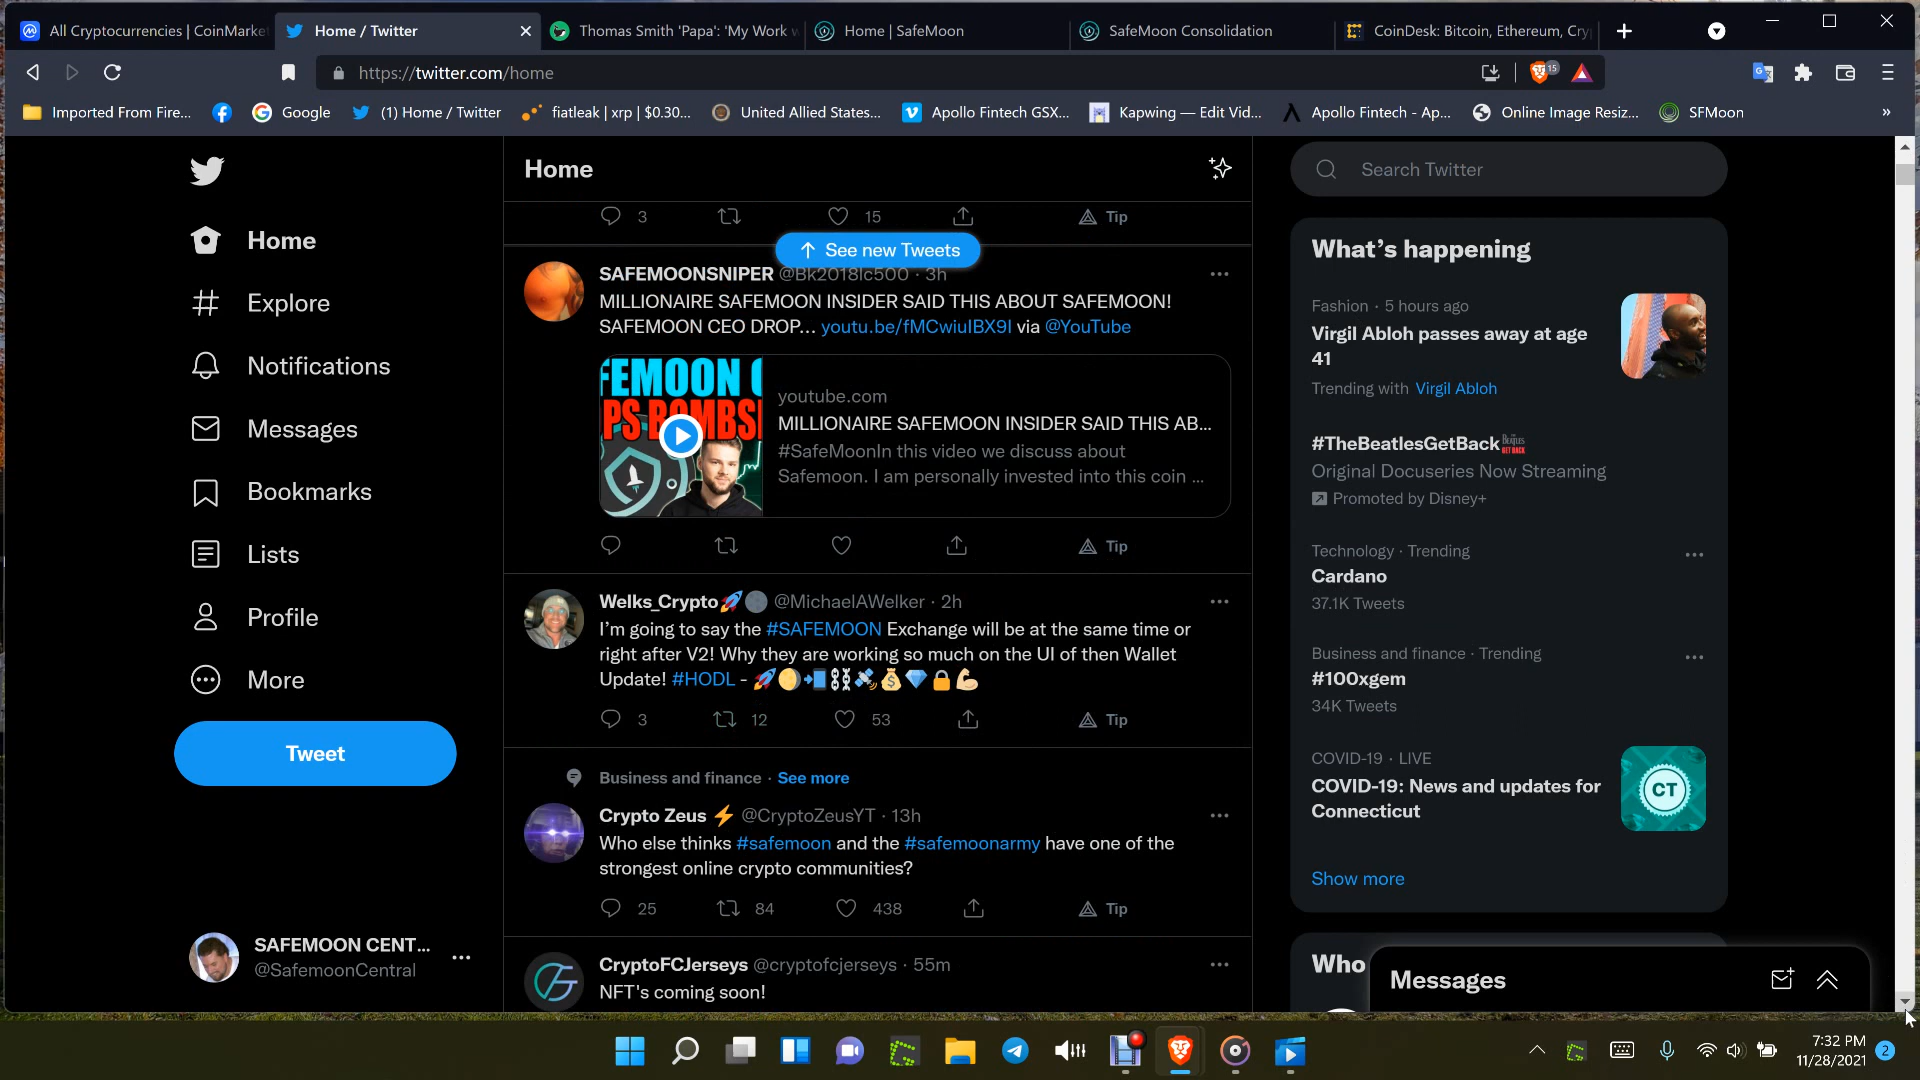 All Cryptocurrencies | CoinMarke
Home / Twitter
Thomas Smith 'Papa': 'My Work w
Home | SafeMoon
SafeMoon Consolidation
CoinDesk: Bitcoin, Ethereum, Cry
https://twitter.com/home
15
Imported From Fire...
Google
(1) Home / Twitter
fiatleak | xrp | $0.30...
United Allied States...
Apollo Fintech GSX...
Kapwing — Edit Vid...
Apollo Fintech - Ap...
Online Image Resiz...
SFMoon
»
Home
Explore
Notifications
Messages
Bookmarks
Lists
Profile
More
Tweet
SAFEMOON CENT...
@SafemoonCentral
Home
3
15
Tip
See new Tweets
SAFEMOONSNIPER @Bk2018lc500 · 3h
MILLIONAIRE SAFEMOON INSIDER SAID THIS ABOUT SAFEMOON!
SAFEMOON CEO DROP... youtu.be/fMCwiuIBX9I via @YouTube
FEMOON C
PS BOMBS
youtube.com
MILLIONAIRE SAFEMOON INSIDER SAID THIS AB...
#SafeMoonIn this video we discuss about
Safemoon. I am personally invested into this coin ...
Tip
Welks_Crypto🚀🌑 @MichaelAWelker · 2h
I'm going to say the #SAFEMOON Exchange will be at the same time or
right after V2! Why they are working so much on the UI of then Wallet
Update! #HODL - 🚀🌖📲⛓🛰💰💎🔒💪
3
12
53
Tip
Business and finance · See more
Crypto Zeus ⚡ @CryptoZeusYT · 13h
Who else thinks #safemoon and the #safemoonarmy have one of the
strongest online crypto communities?
25
84
438
Tip
CryptoFCJerseys @cryptofcjerseys · 55m
NFT's coming soon!
Search Twitter
What's happening
Fashion · 5 hours ago
Virgil Abloh passes away at age
41
Trending with Virgil Abloh
#TheBeatlesGetBack
Original Docuseries Now Streaming
Promoted by Disney+
Technology · Trending
Cardano
37.1K Tweets
Business and finance · Trending
#100xgem
34K Tweets
COVID-19 · LIVE
COVID-19: News and updates for
Connecticut
CT
Show more
Who
Messages
7:32 PM
11/28/2021
2